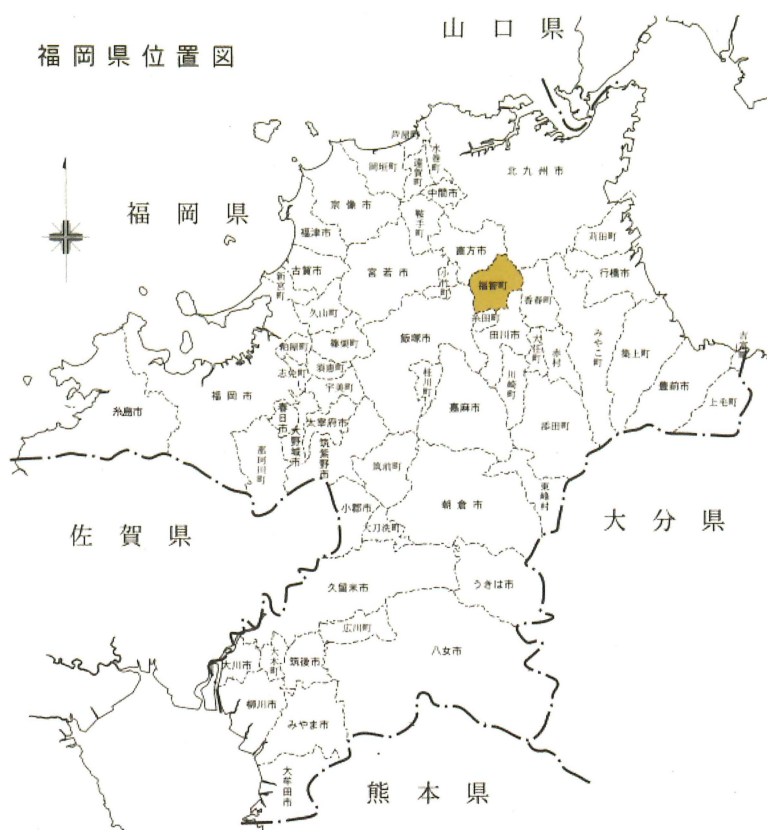 福岡県位置図
山口県
福岡県
芦屋町
水巻町
岡垣町
遠賀町
中間市
北九州市
宗像市
鞍手町
福津市
直方市
苅田町
古賀市
宮若市
小竹町
福智町
行橋市
新宮町
香春町
久山町
糸田町
飯塚市
田川市
粕屋町
篠栗町
みやこ町
大任町
赤村
築上町
吉富町
志免町
須恵町
宇美町
桂川町
川崎町
豊前市
上毛町
糸島市
福岡市
春日市
大野城市
太宰府市
筑紫野市
嘉麻市
添田町
那珂川町
筑前町
東峰村
小郡市
朝倉市
大刀洗町
佐賀県
大分県
久留米市
うきは市
広川町
八女市
大川市
大木町
筑後市
柳川市
みやま市
大牟田市
熊本県